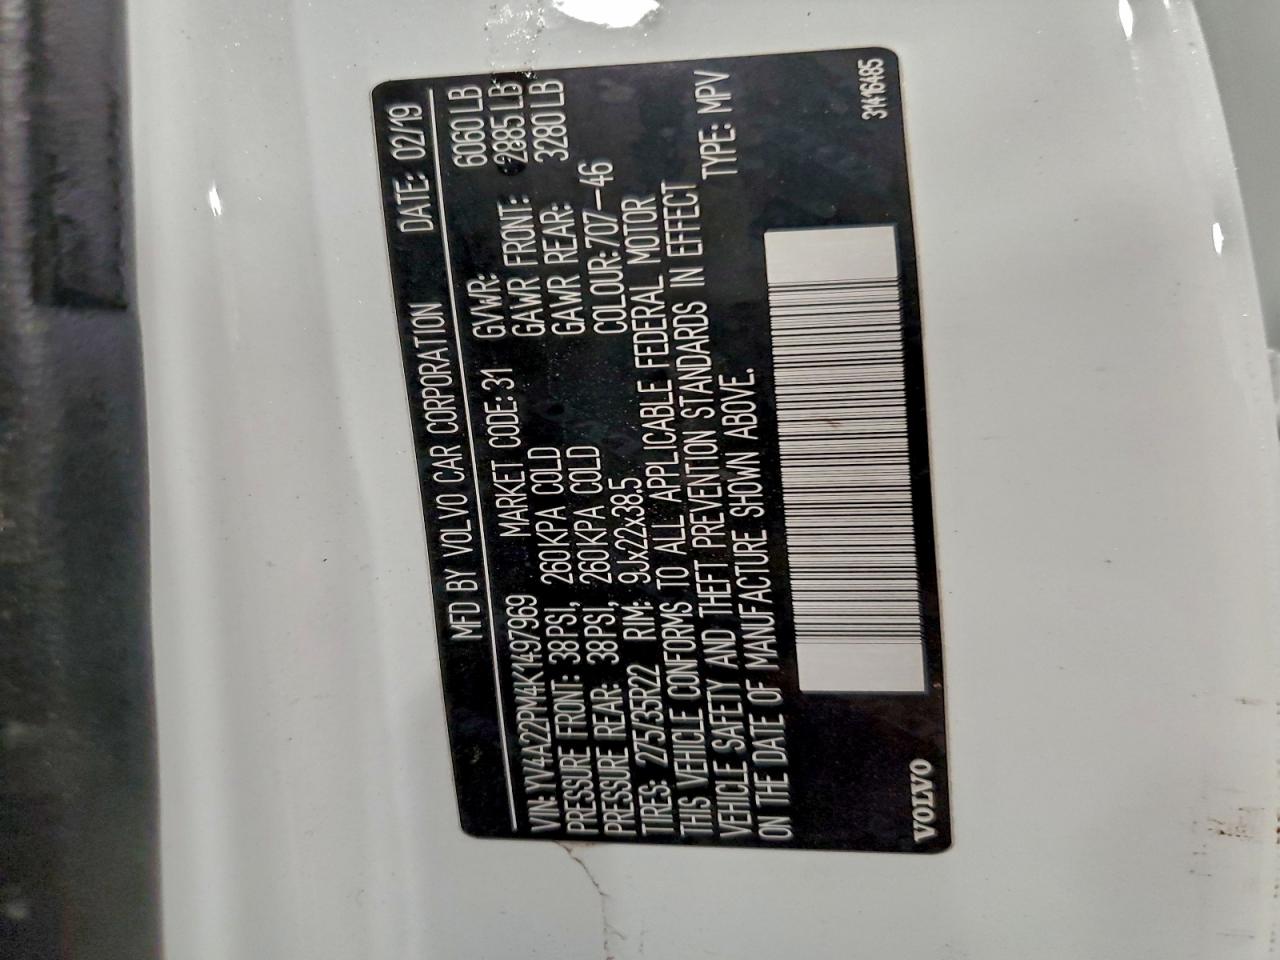 MFD BY VOLVO CAR CORPORATION DATE: 02/19
VIN: YV4A22PM4K1497969 MARKET CODE: 31 GVWR: 6060 LB
PRESSURE FRONT: 38PSI, 260KPA COLD GAWR FRONT: 2885 LB
PRESSURE REAR: 38PSI, 260KPA COLD GAWR REAR: 3280 LB
TIRES: 275/35R22 RIM: 9Jx22x38.5 COLOUR: 707-46
THIS VEHICLE CONFORMS TO ALL APPLICABLE FEDERAL MOTOR
VEHICLE SAFETY AND THEFT PREVENTION STANDARDS IN EFFECT
ON THE DATE OF MANUFACTURE SHOWN ABOVE. TYPE: MPV
VOLVO 31416485